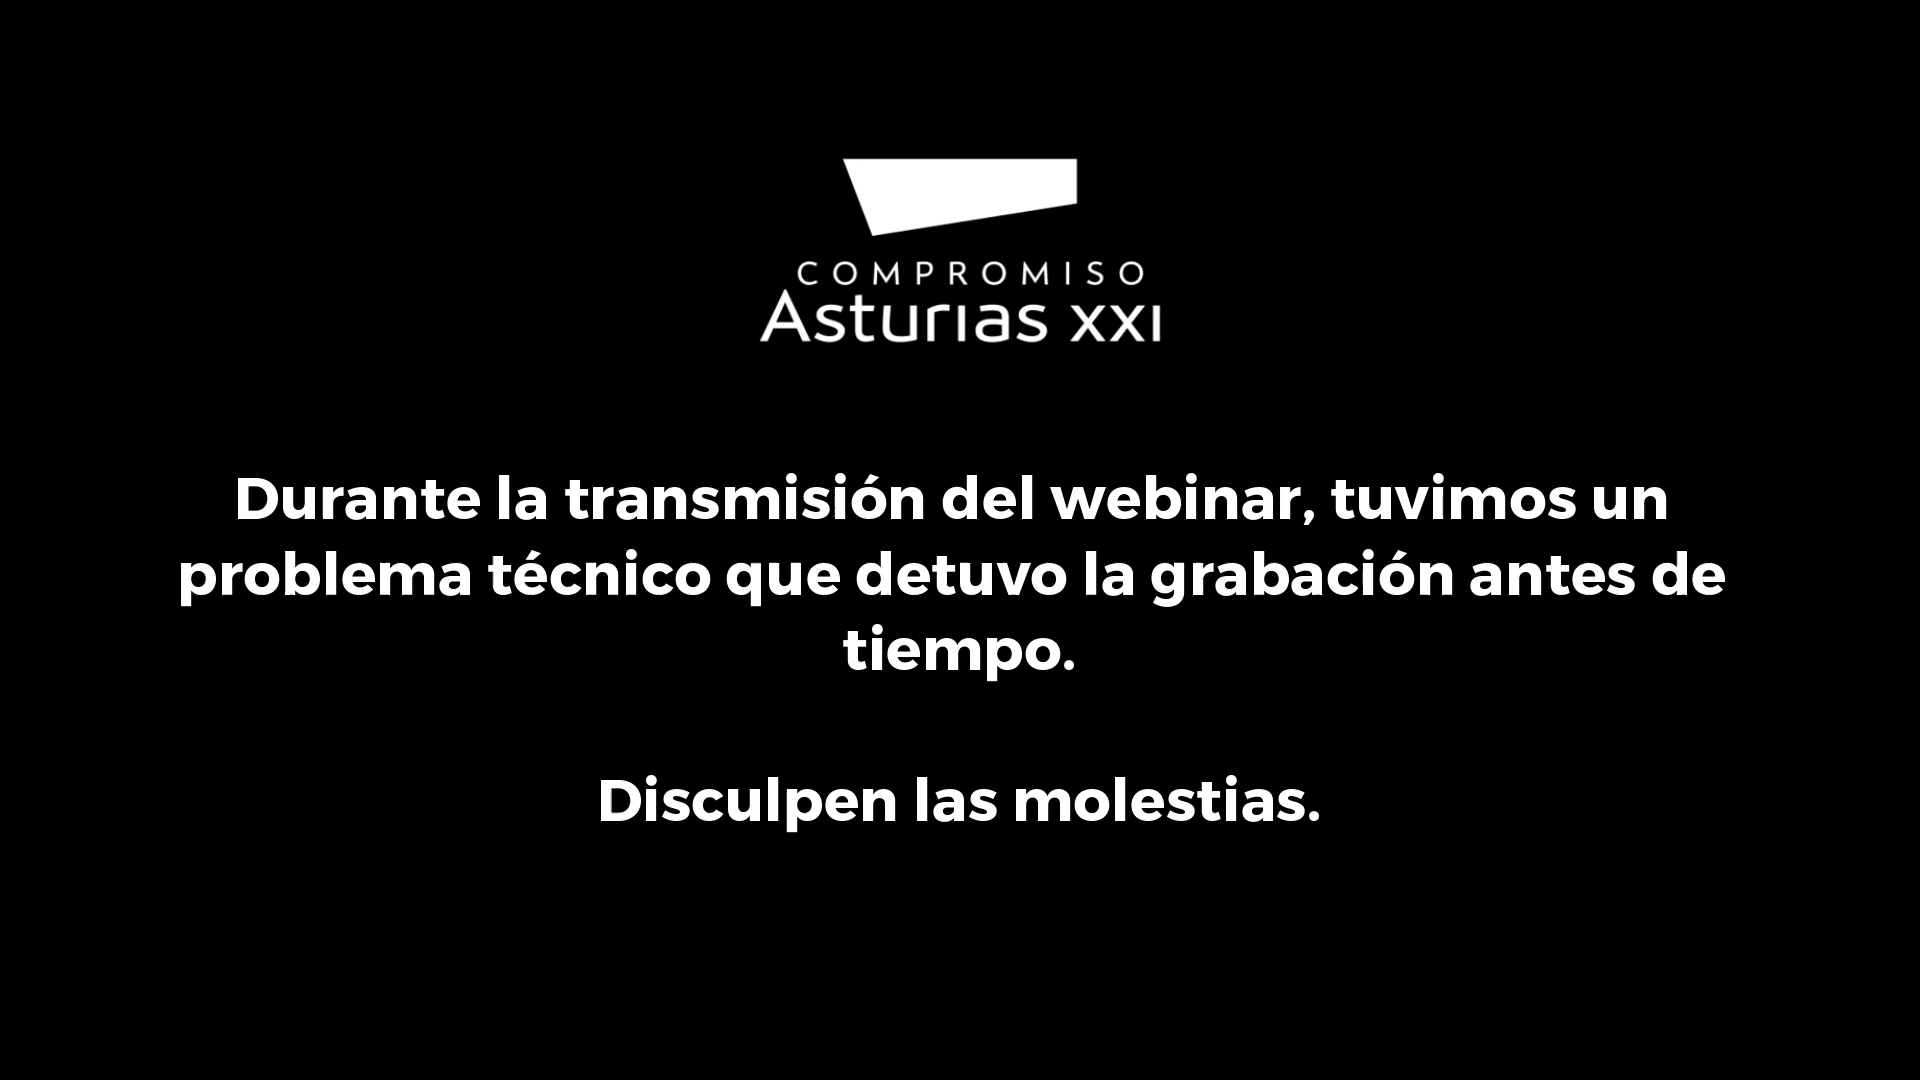 COMPROMISO
Asturias XXI
Durante la transmisión del webinar, tuvimos un
problema técnico que detuvo la grabación antes de
tiempo.
Disculpen las molestias.